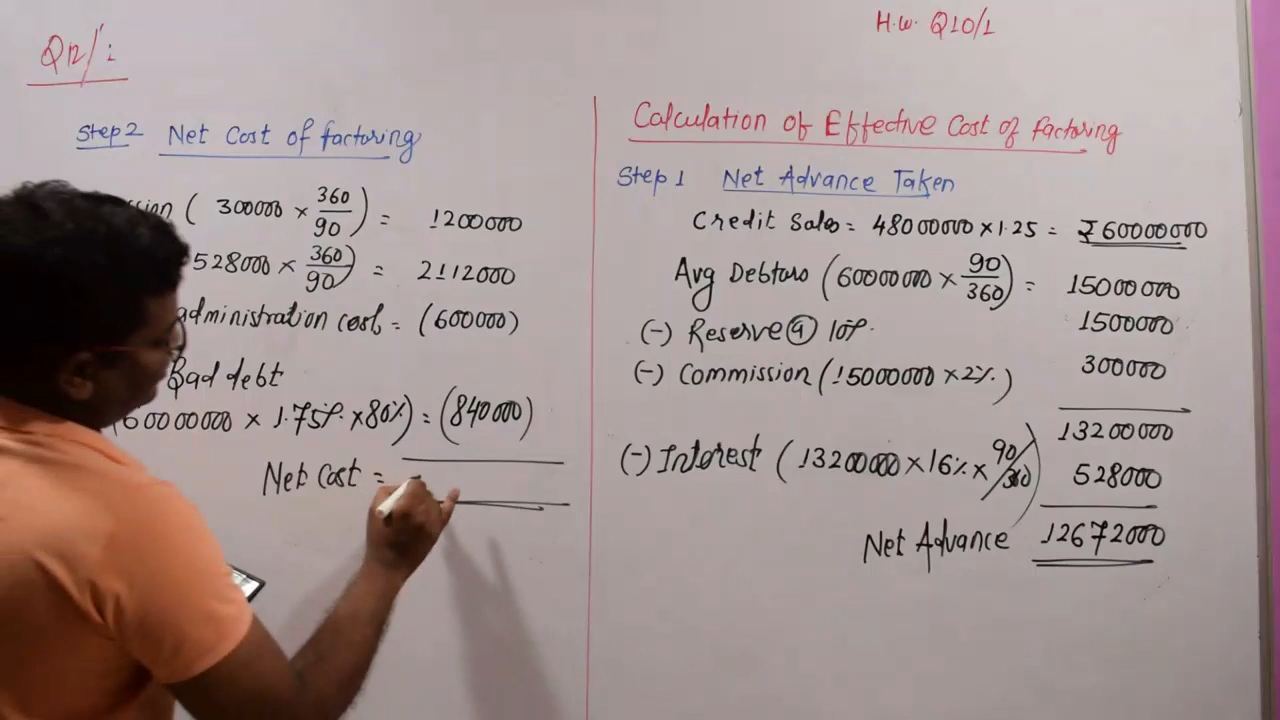 H.W. Q10/1
Q12/
Step2 Net Cost of factoring
ssion ( 300000 × 360/90 ) = 1200000
528000 × 360/90 ) = 2112000
administration cost = (600000)
Bad debt
(60000000 × 1.75%. × 80%) = (840000)
Net Cost =
Calculation of Effective Cost of factoring
Step 1 Net Advance Taken
Credit Sales = 48000000 × 1.25 = ₹60000000
Avg Debtors (60000000 × 90/360) = 15000000
(-) Reserve @ 10%. 1500000
(-) Commission (15000000 × 2%.) 300000
13200000
(-) Interest ( 13200000 × 16% × 90/360 ) 528000
Net Advance 12672000